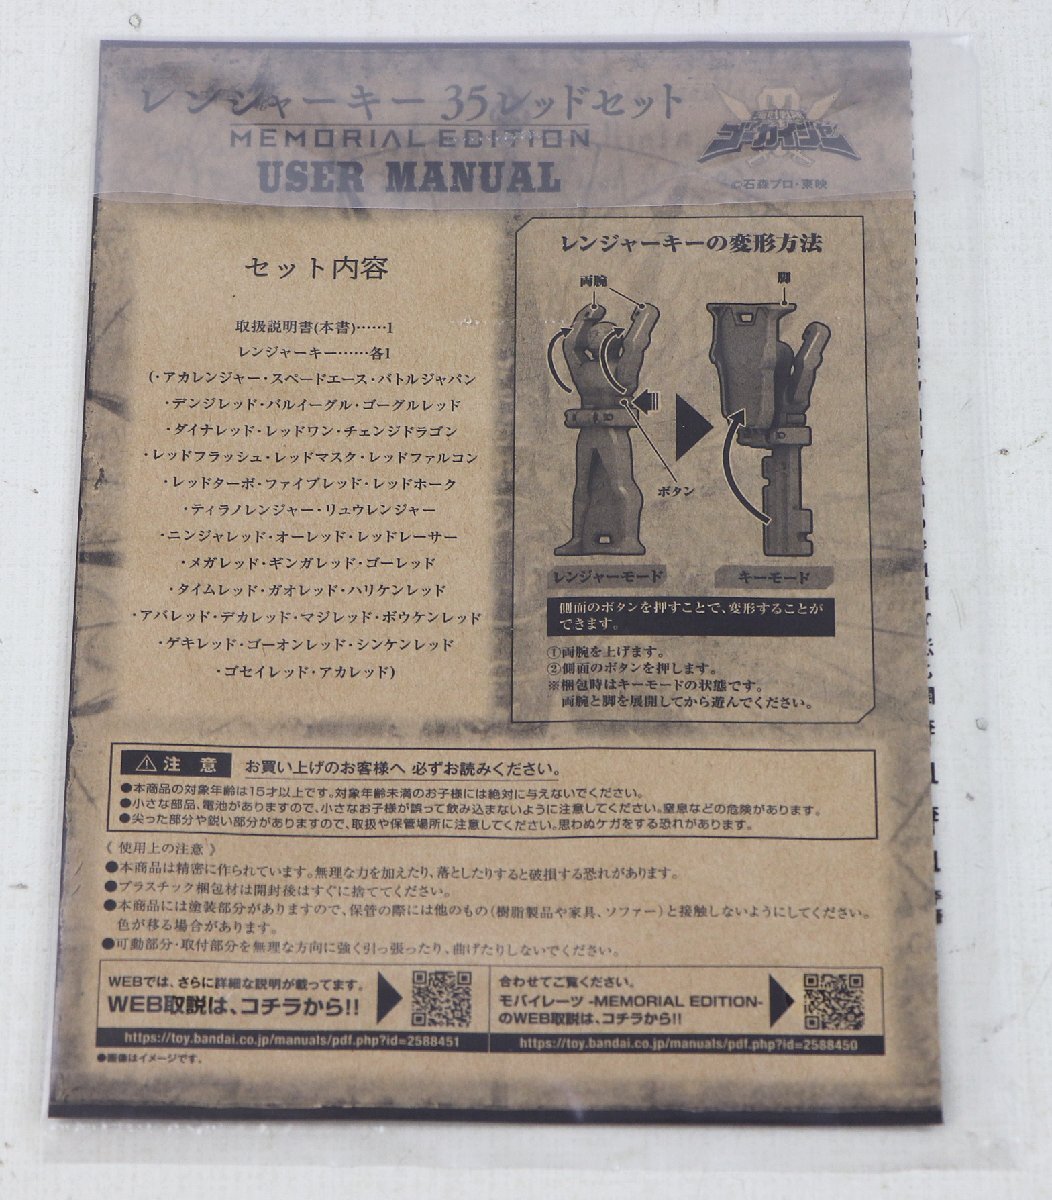 レンジャーキー 35レッドセット
MEMORIAL EDITION
USER MANUAL
ゴーカイジャー
©石森プロ・東映
セット内容
取扱説明書(本書)……1
レンジャーキー……各1
(・アカレンジャー・スペードエース・バトルジャパン
・デンジレッド・バルイーグル・ゴーグルレッド
・ダイナレッド・レッドワン・チェンジドラゴン
・レッドフラッシュ・レッドマスク・レッドファルコン
・レッドターボ・ファイブレッド・レッドホーク
・ティラノレンジャー・リュウレンジャー
・ニンジャレッド・オーレッド・レッドレーサー
・メガレッド・ギンガレッド・ゴーレッド
・タイムレッド・ガオレッド・ハリケンレッド
・アバレッド・デカレッド・マジレッド・ボウケンレッド
・ゲキレッド・ゴーオンレッド・シンケンレッド
・ゴセイレッド・アカレッド)
レンジャーキーの変形方法
両腕
脚
ボタン
レンジャーモード
キーモード
側面のボタンを押すことで、変形することが
できます。
①両腕を上げます。
②側面のボタンを押します。
※梱包時はキーモードの状態です。
両腕と脚を展開してから遊んでください。
⚠注 意 お買い上げのお客様へ 必ずお読みください。
●本商品の対象年齢は15才以上です。対象年齢未満のお子様には絶対に与えないでください。
●小さな部品、電池がありますので、小さなお子様が誤って飲み込まないように注意してください。窒息などの危険があります。
●尖った部分や鋭い部分がありますので、取扱や保管場所に注意してください。思わぬケガをする恐れがあります。
《 使用上の注意 》
●本商品は精密に作られています。無理な力を加えたり、落としたりすると破損する恐れがあります。
●プラスチック梱包材は開封後はすぐに捨ててください。
●本商品には塗装部分がありますので、保管の際には他のもの(樹脂製品や家具、ソファー)と接触しないようにしてください。
色が移る場合があります。
●可動部分・取付部分を無理な方向に強く引っ張ったり、曲げたりしないでください。
WEBでは、さらに詳細な説明が載ってます。
WEB取説は、コチラから!!
https://toy.bandai.co.jp/manuals/pdf.php?id=2588451
合わせてご覧ください。
モバイレーツ -MEMORIAL EDITION-
のWEB取説は、コチラから!!
https://toy.bandai.co.jp/manuals/pdf.php?id=2588450
●画像はイメージです。